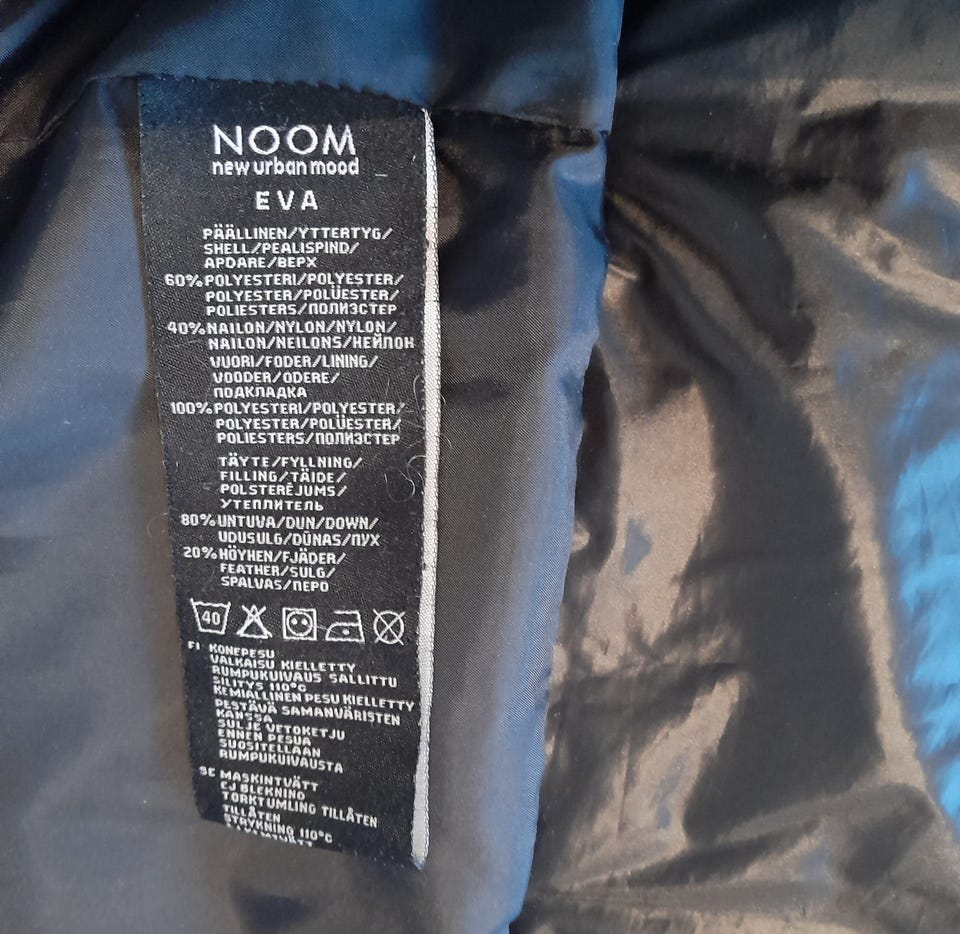 NOOM
new urban mood
EVA
PÄÄLLINEN/YTTERTYG/
SHELL/PEALISPIND/
APDARE/ВЕРХ
60%POLYESTERI/POLYESTER/
POLYESTER/POLÜESTER/
POLIESTERS/ПОЛИЭСТЕР
40%NAILON/NYLON/NYLON/
NAILON/NEILONS/НЕЙЛОН
VUORI/FODER/LINING/
VOODER/ODERE/
ПОДКЛАДКА
100%POLYESTERI/POLYESTER/
POLYESTER/POLÜESTER/
POLIESTERS/ПОЛИЭСТЕР
TÄYTE/FYLLNING/
FILLING/TÄIDE/
POLSTERĒJUMS/
УТЕПЛИТЕЛЬ
80%UNTUVA/DUN/DOWN/
UDUSULG/DŪNAS/ПУХ
20%HÖYHEN/FJÄDER/
FEATHER/SULG/
SPALVAS/ПЕРО
40
FI KONEPESU
VALKAISU KIELLETTY
RUMPUKUIVAUS SALLITTU
SILITYS 110°C
KEMIALLINEN PESU KIELLETTY
PESTÄVÄ SAMANVÄRISTEN
KANSSA
SULJE VETOKETJU
ENNEN PESUA
SUOSITELLAAN
RUMPUKUIVAUSTA
SE MASKINTVÄTT
EJ BLEKNING
TORKTUMLING TILLÅTEN
TILLÅTEN
STRYKNING 110°C